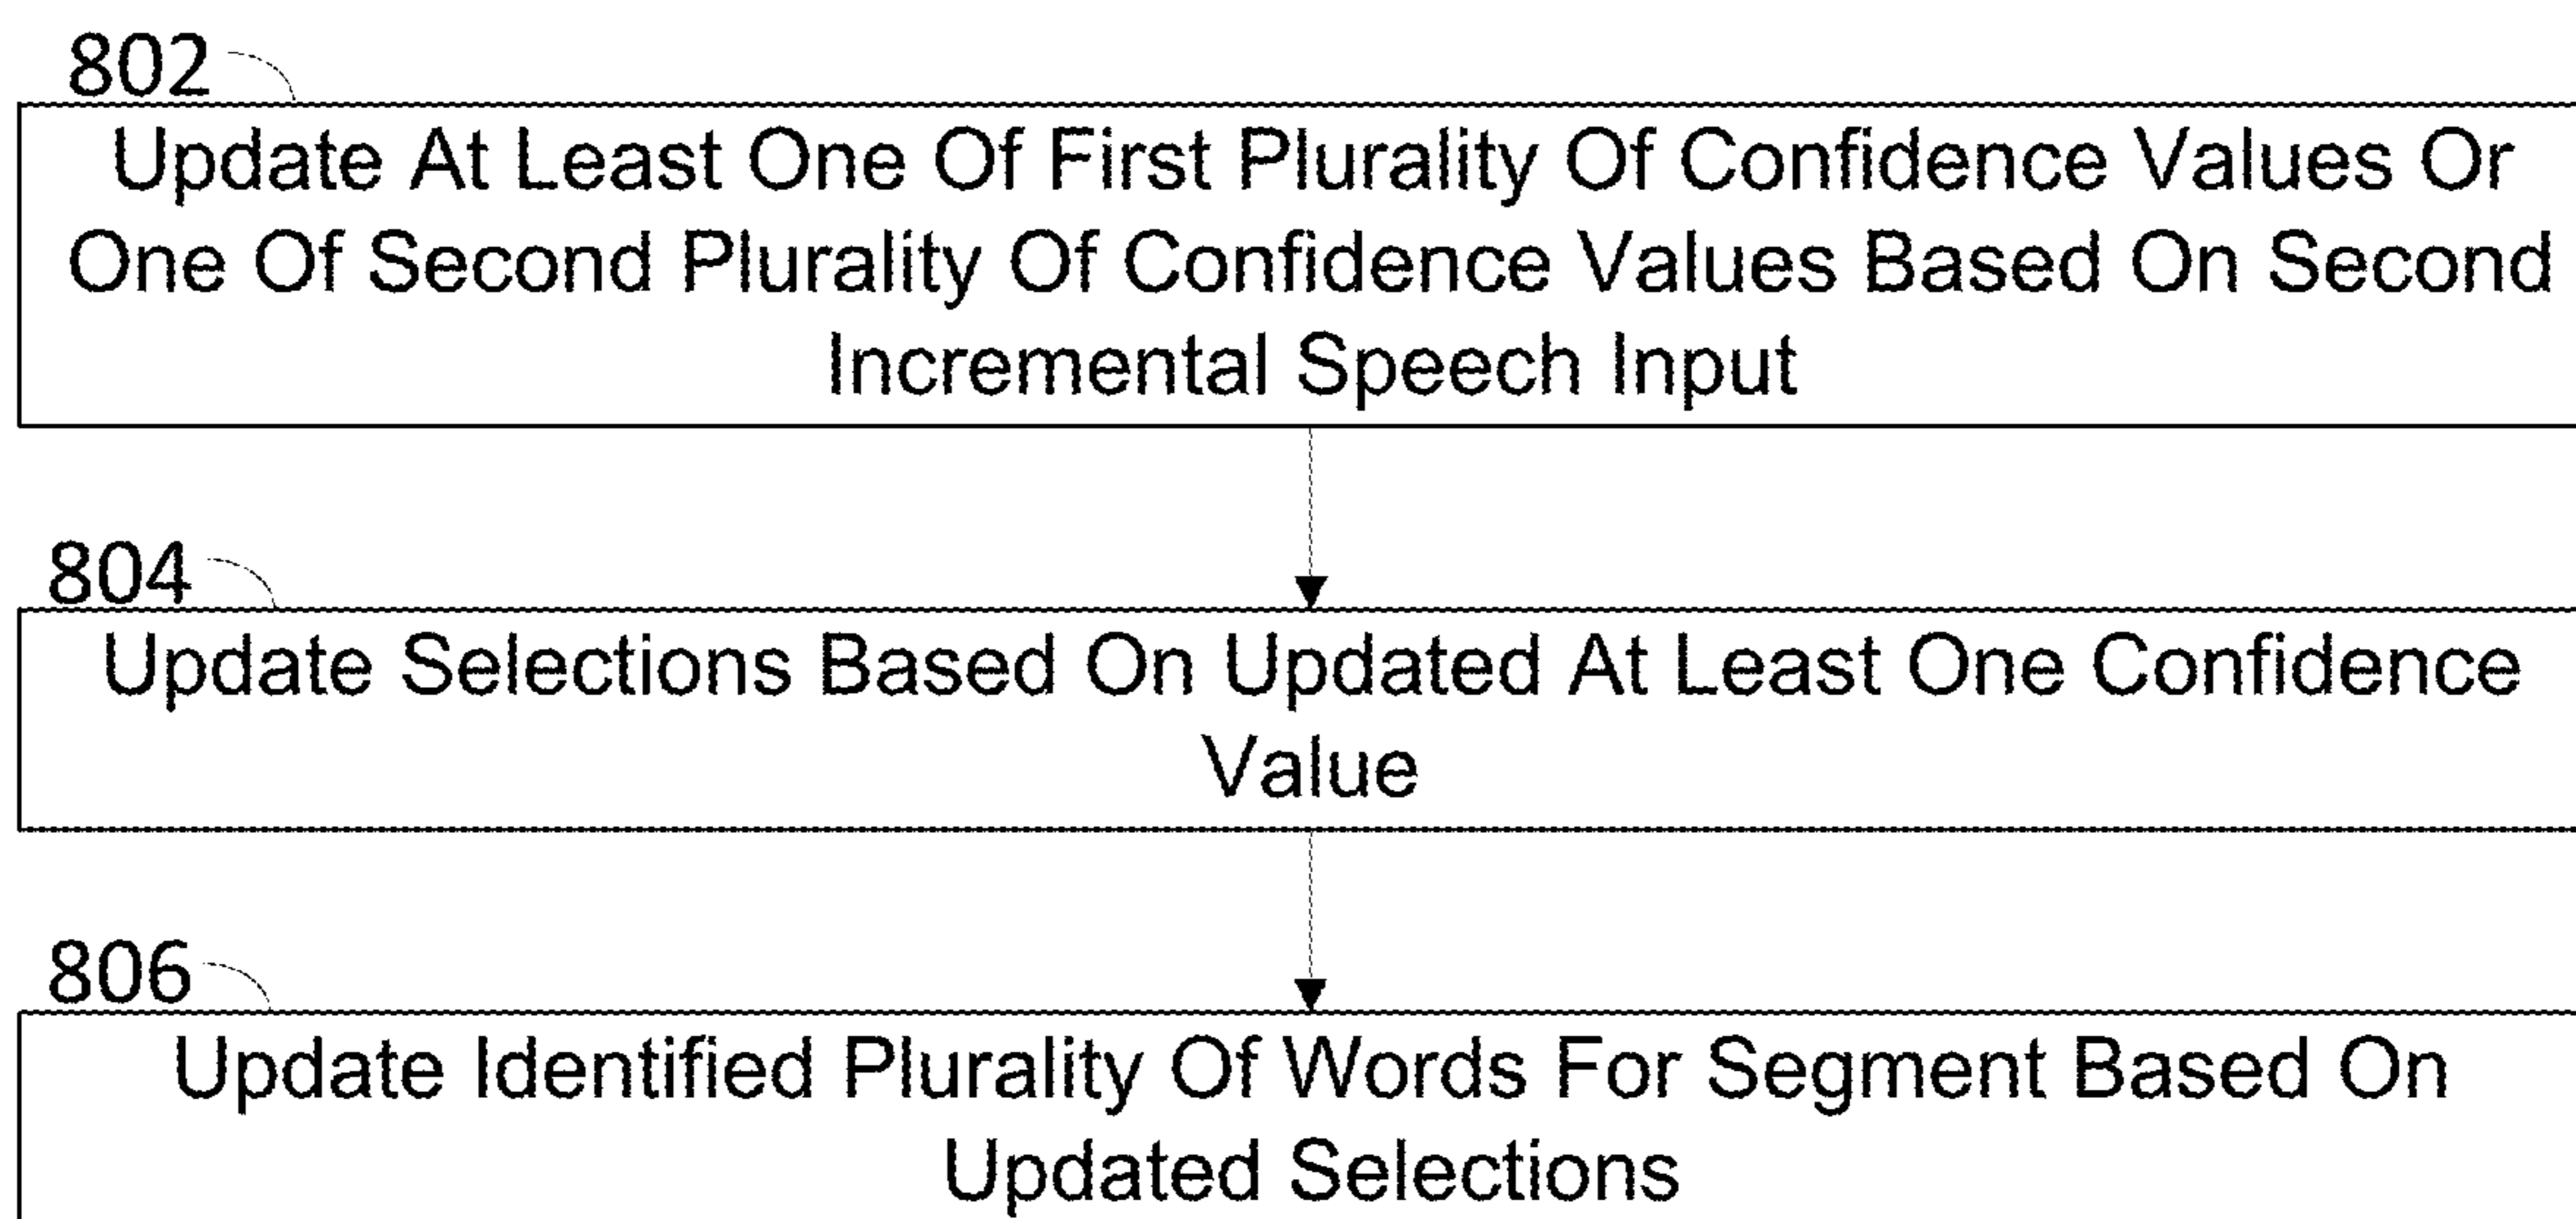 802
Update At Least One Of First Plurality Of Confidence Values Or
One Of Second Plurality Of Confidence Values Based On Second
Incremental Speech Input
804
Update Selections Based On Updated At Least One Confidence
Value
806
Update Identified Plurality Of Words For Segment Based On
Updated Selections